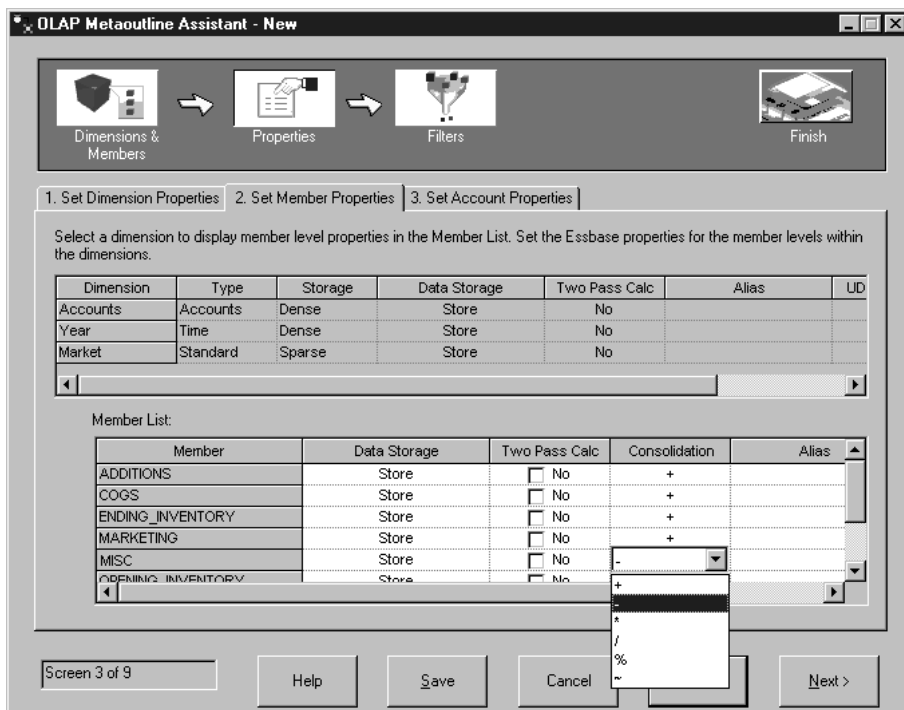 OLAP Metaoutline Assistant - New
Dimensions &
Members
Properties
Filters
Finish
1. Set Dimension Properties 2. Set Member Properties 3. Set Account Properties
Select a dimension to display member level properties in the Member List. Set the Essbase properties for the member levels within
the dimensions.
Dimension Type Storage Data Storage Two Pass Calc Alias UD
Accounts Accounts Dense Store No
Year Time Dense Store No
Market Standard Sparse Store No
Member List:
Member Data Storage Two Pass Calc Consolidation Alias
ADDITIONS Store No +
COGS Store No +
ENDING_INVENTORY Store No +
MARKETING Store No +
MISC Store No -
OPENING_INVENTORY Store No
+
-
*
/
%
~
Screen 3 of 9
Help Save Cancel Next >